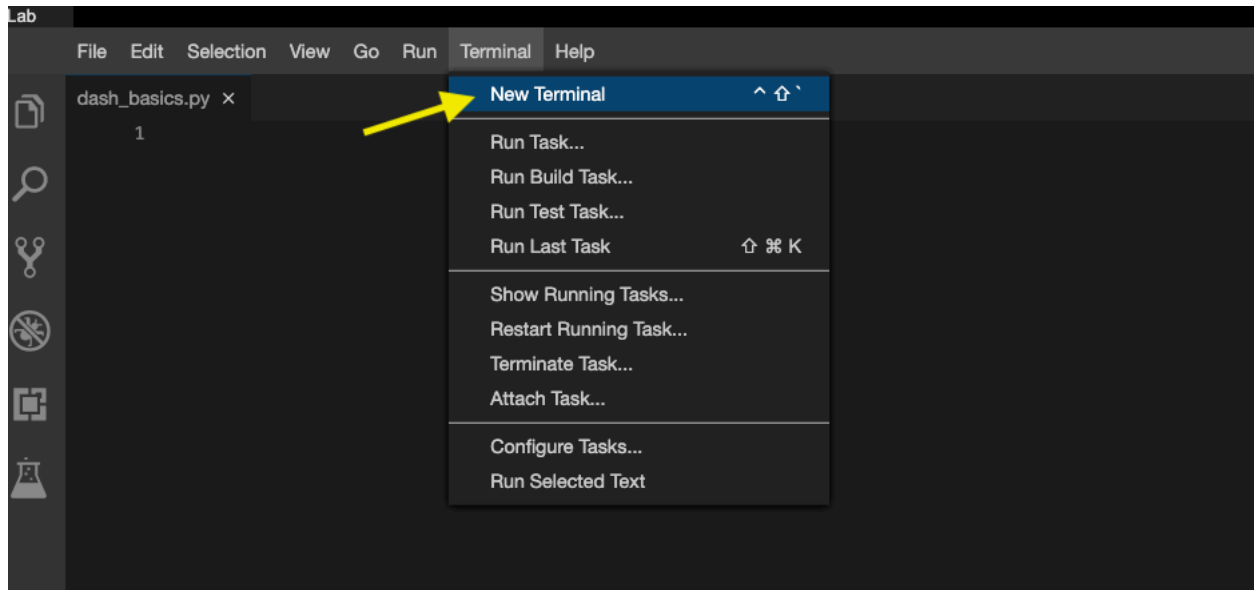 Lab
File Edit Selection View Go Run Terminal Help
dash_basics.py ×
1
New Terminal ^ ⇧ `
Run Task...
Run Build Task...
Run Test Task...
Run Last Task ⇧ ⌘ K
Show Running Tasks...
Restart Running Task...
Terminate Task...
Attach Task...
Configure Tasks...
Run Selected Text